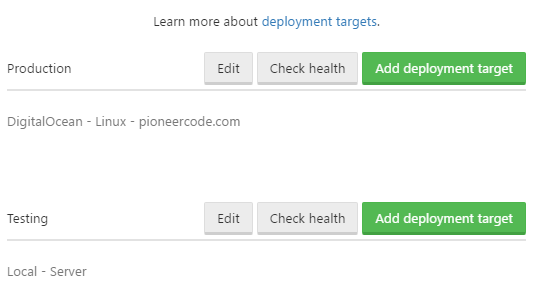 Learn more about deployment targets.
Production Edit Check health Add deployment target
DigitalOcean - Linux - pioneercode.com
Testing Edit Check health Add deployment target
Local - Server